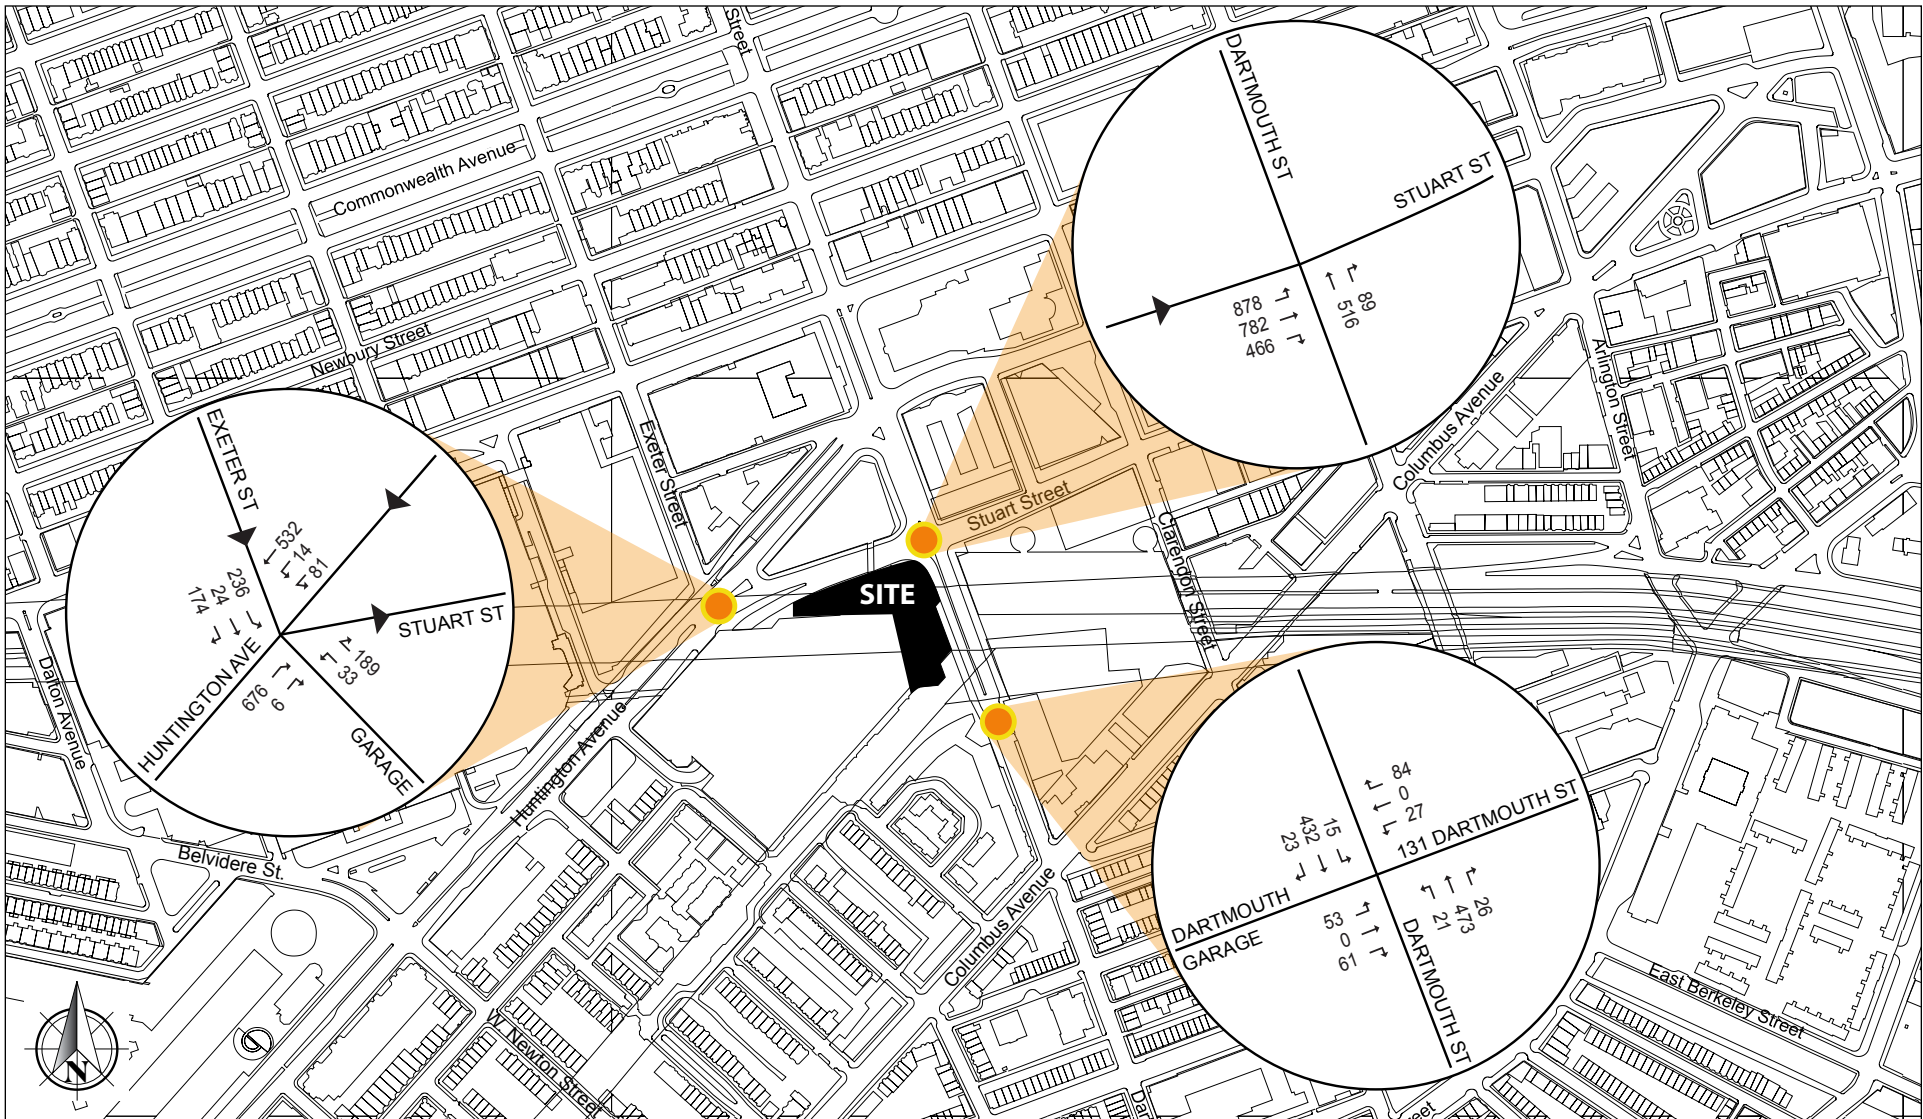 Street
Commonwealth Avenue
Newbury Street
Exeter Street
Stuart Street
Clarendon Street
Columbus Avenue
Arlington Street
Dalton Avenue
Huntington Avenue
Belvidere St.
Columbus Avenue
W. Newton Street
East Berkeley Street
Dar
reet
SITE
N
DARTMOUTH ST
STUART ST
878
782
466
516
89
EXETER ST
532
14
81
236
24
174
STUART ST
HUNTINGTON AVE
189
33
676
6
GARAGE
84
0
27
131 DARTMOUTH ST
15
432
23
DARTMOUTH
GARAGE
53
0
61
26
473
21
DARTMOUTH ST